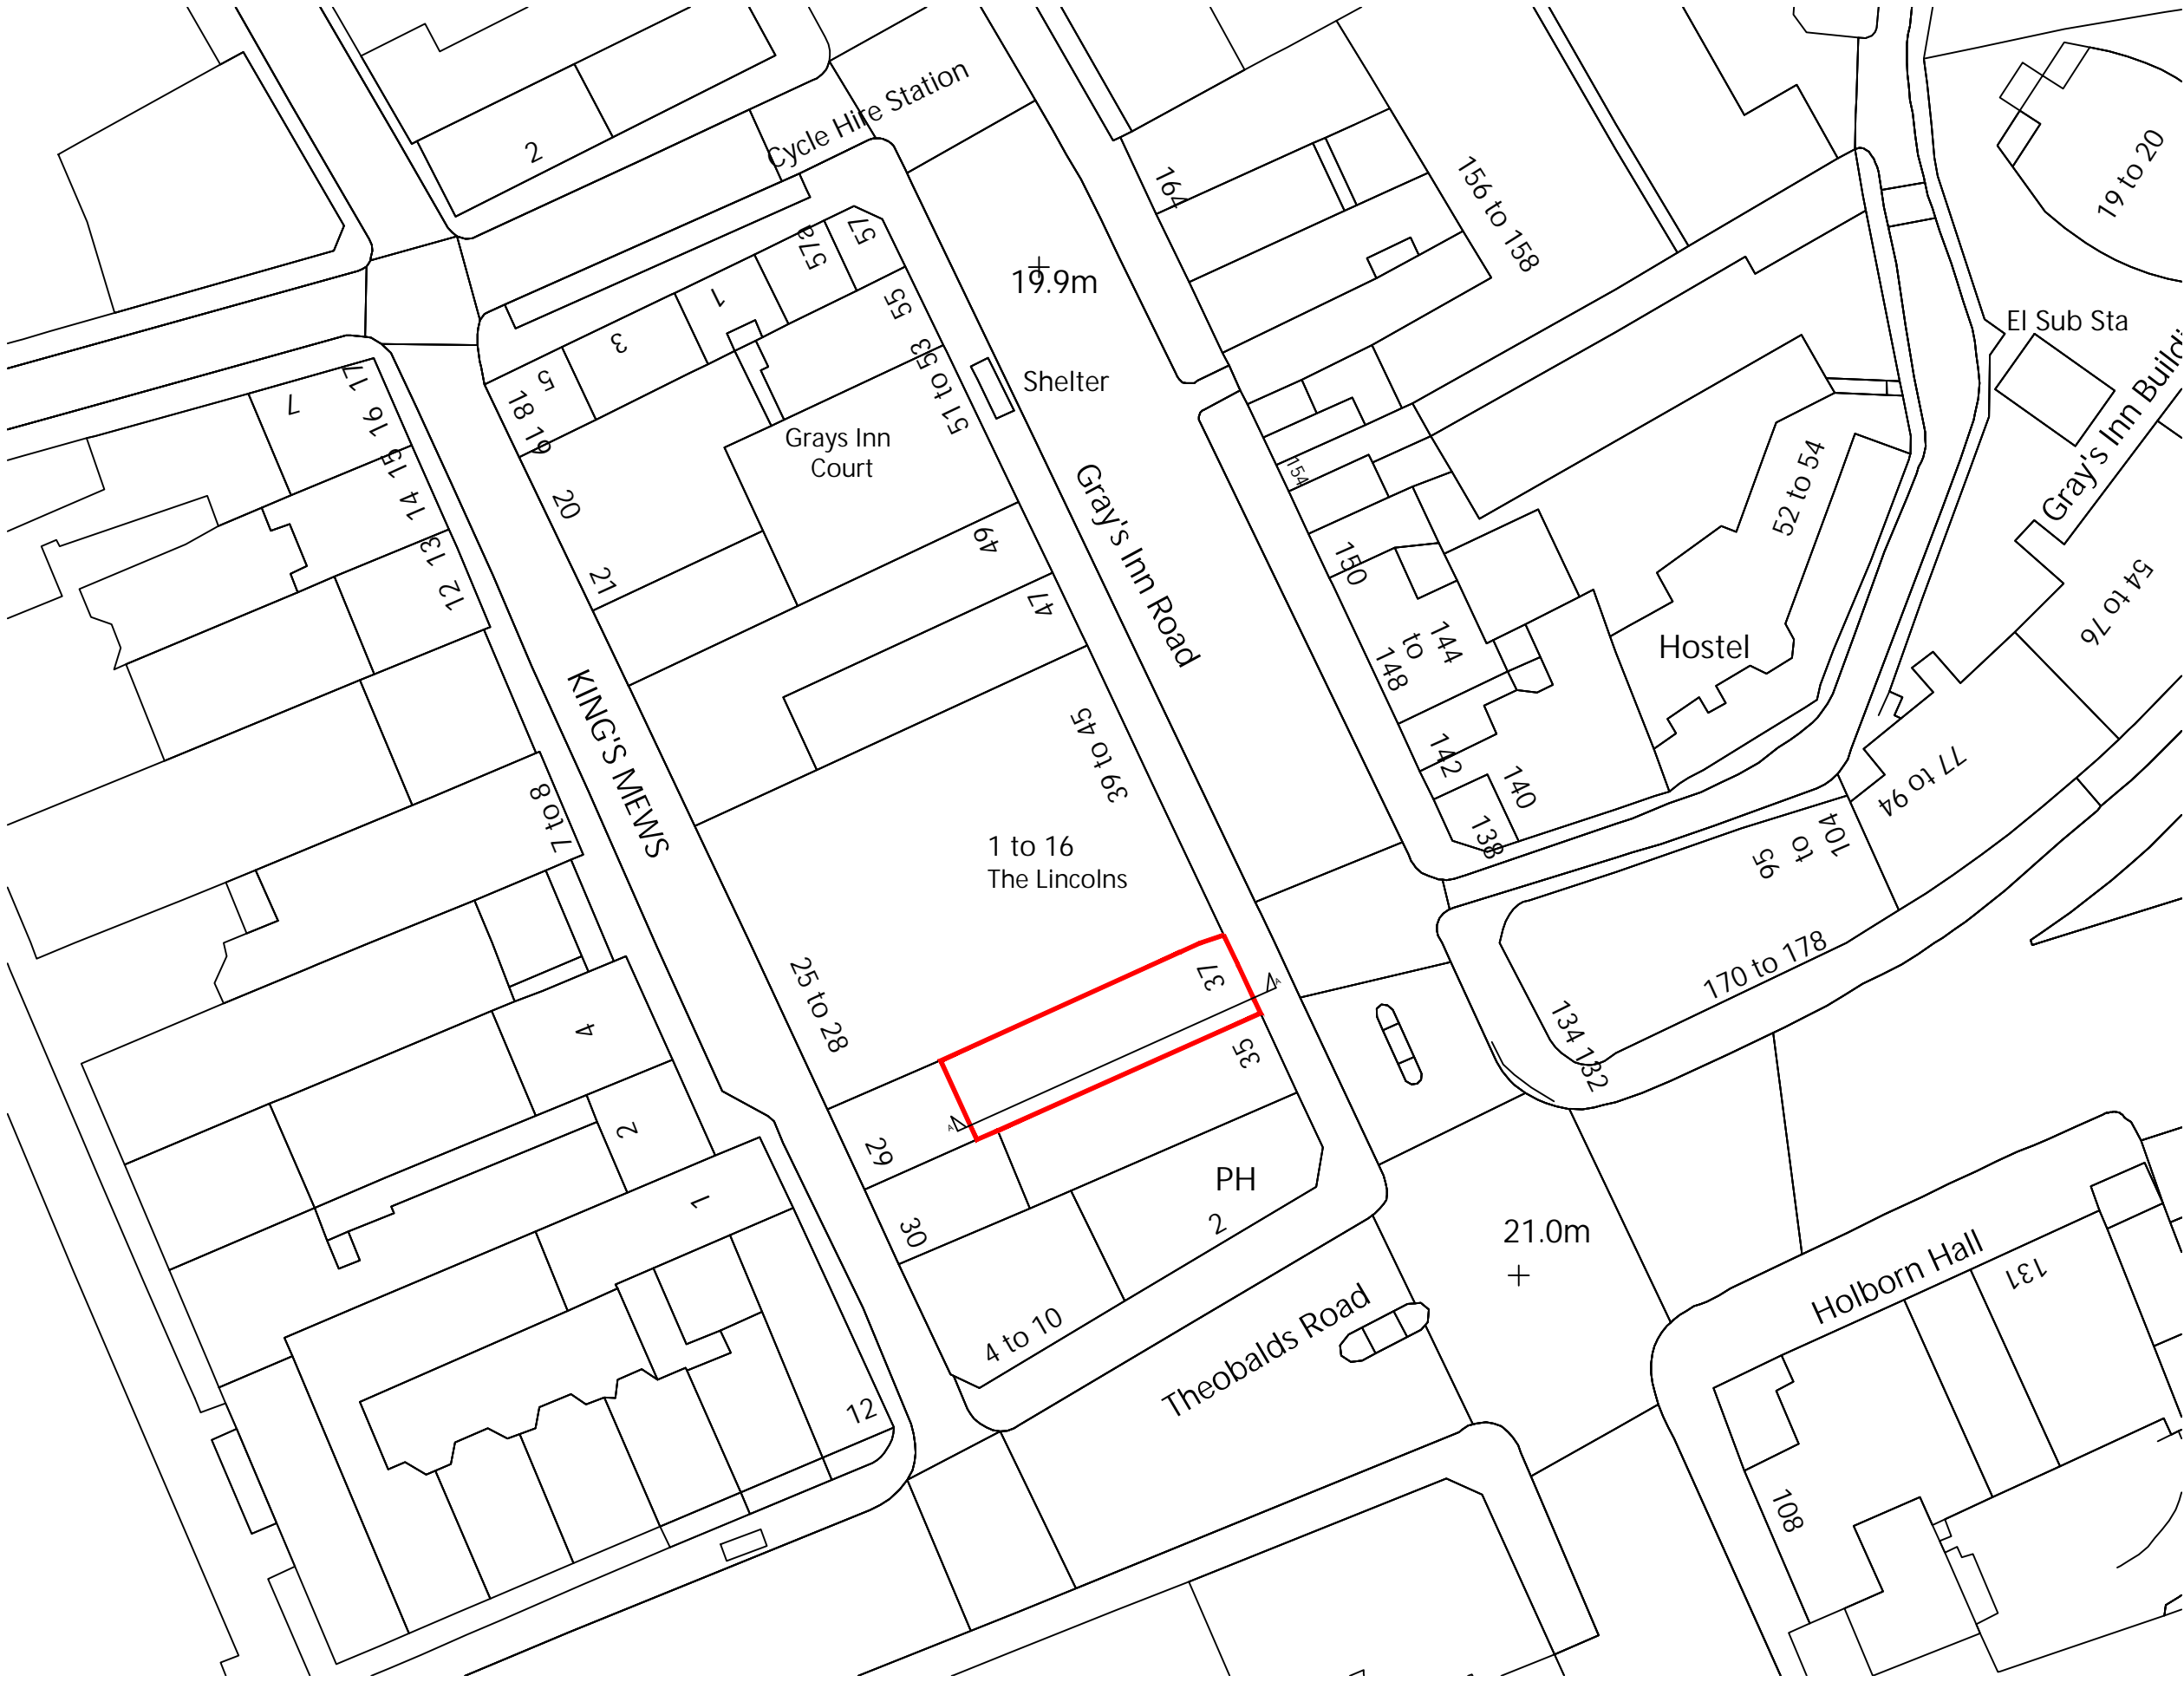 Cycle Hire Station
2
164
156 to 158
19 to 20
57
57a
1
3
5
19.9m
55
51 to 53
El Sub Sta
Shelter
Gray's Inn Buildi
17
16
7
15
14
13
12
18
19
20
21
Grays Inn
Court
49
47
Gray's Inn Road
154
150
144
to
148
52 to 54
Hostel
54 to 76
KING'S MEWS
7 to 8
39 to 45
142
140
138
77 to 94
104
to
95
1 to 16
The Lincolns
25 to 28
37
A
A
35
170 to 178
134
132
4
2
1
29
30
PH
2
21.0m
4 to 10
Theobalds Road
Holborn Hall
131
12
108